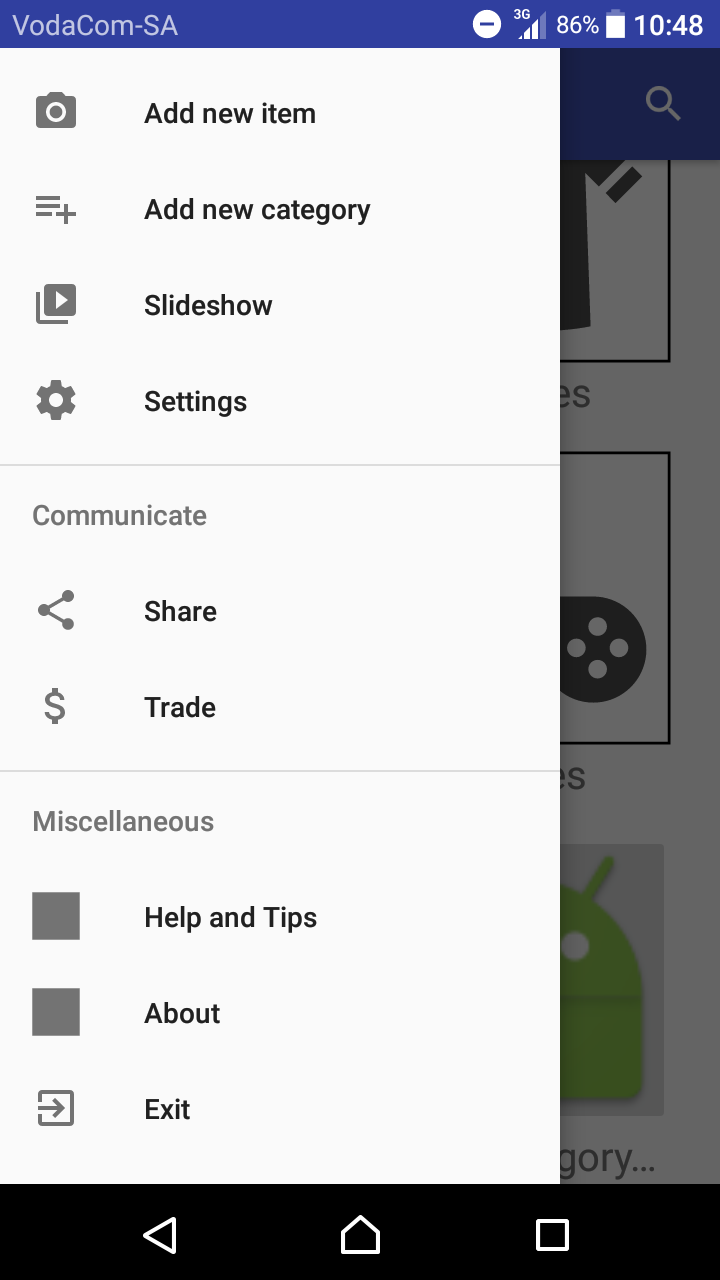 VodaCom-SA 3G 86% 10:48
Add new item
Add new category
Slideshow
es
Settings
Communicate
Share
Trade
es
Miscellaneous
Help and Tips
About
Exit
gory...